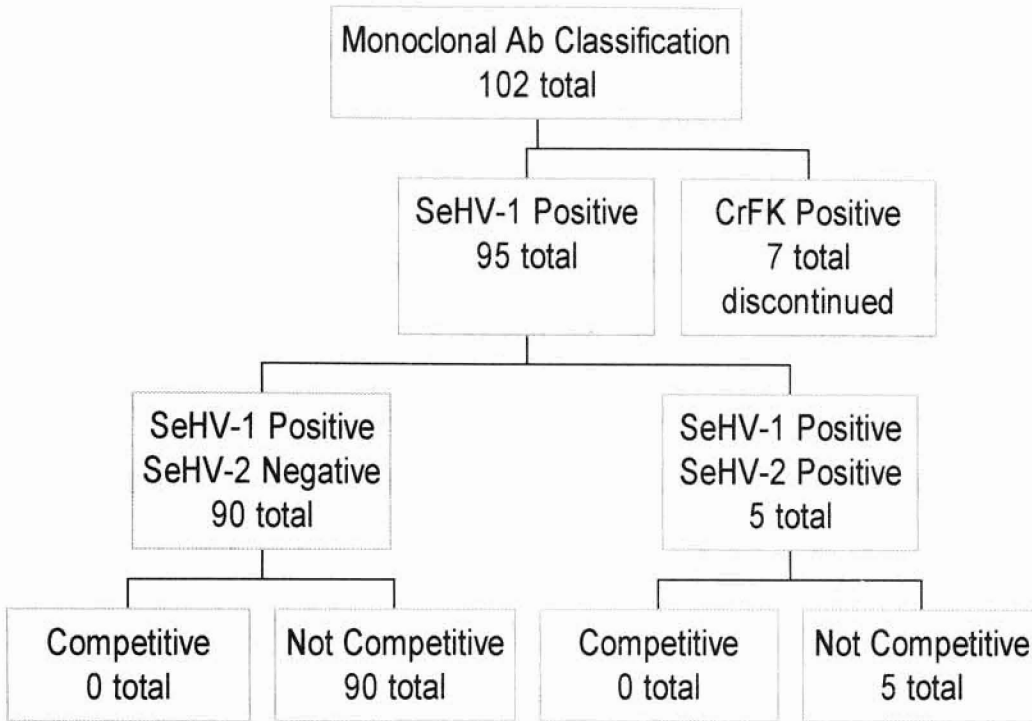 Monoclonal Ab Classification
102 total
SeHV-1 Positive
95 total
CrFK Positive
7 total
discontinued
SeHV-1 Positive
SeHV-2 Negative
90 total
SeHV-1 Positive
SeHV-2 Positive
5 total
Competitive
0 total
Not Competitive
90 total
Competitive
0 total
Not Competitive
5 total